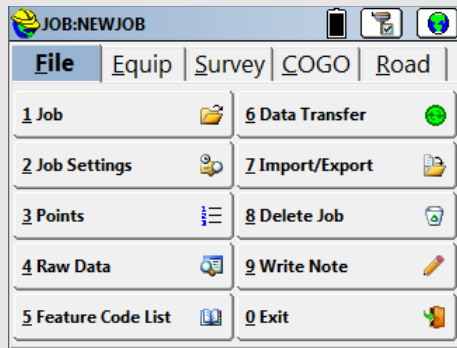 JOB:NEWJOB
File Equip Survey COGO Road
1 Job
6 Data Transfer
2 Job Settings
7 Import/Export
3 Points
8 Delete Job
4 Raw Data
9 Write Note
5 Feature Code List
0 Exit